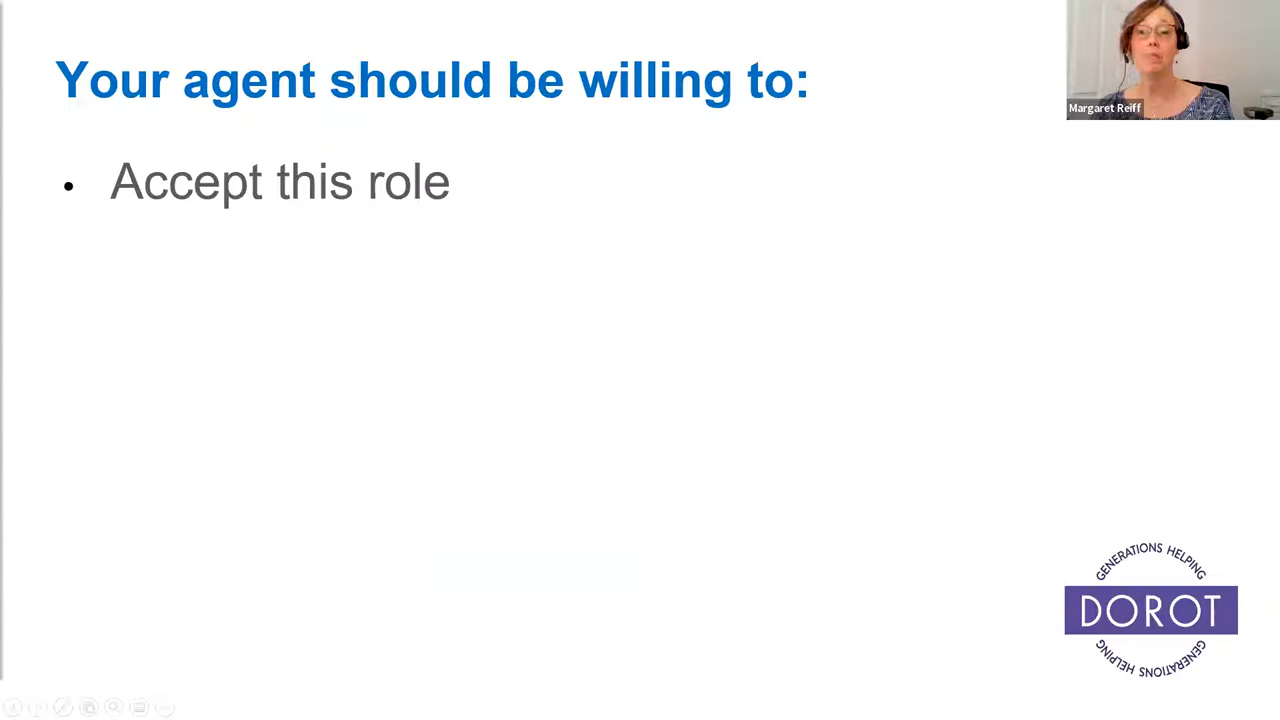 Your agent should be willing to:
Margaret Reiff
• Accept this role
GENERATIONS HELPING
DOROT
GENERATIONS HELPING